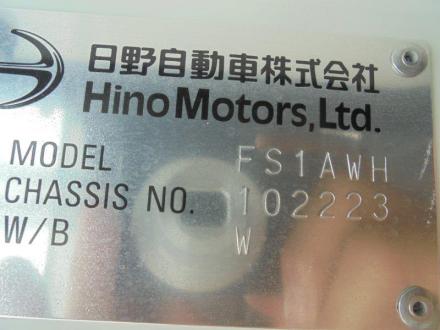 日野自動車株式会社
Hino Motors, Ltd.
MODEL FS1AWH
CHASSIS NO. 102223
W/B W